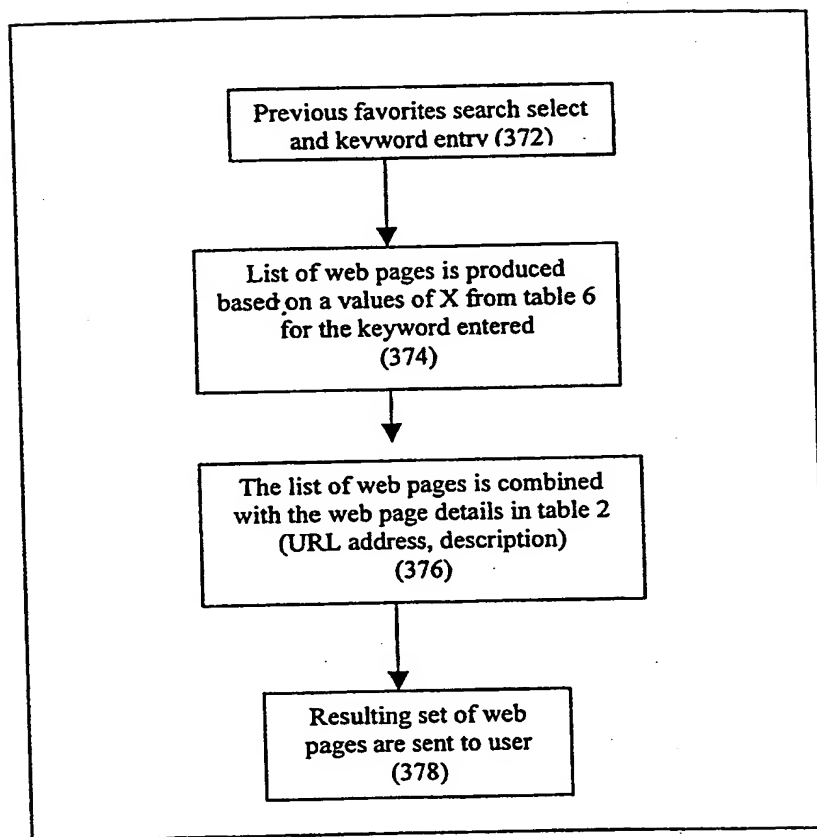 Previous favorites search select
and keyword entry (372)
List of web pages is produced
based on a values of X from table 6
for the keyword entered
(374)
The list of web pages is combined
with the web page details in table 2
(URL address, description)
(376)
Resulting set of web
pages are sent to user
(378)